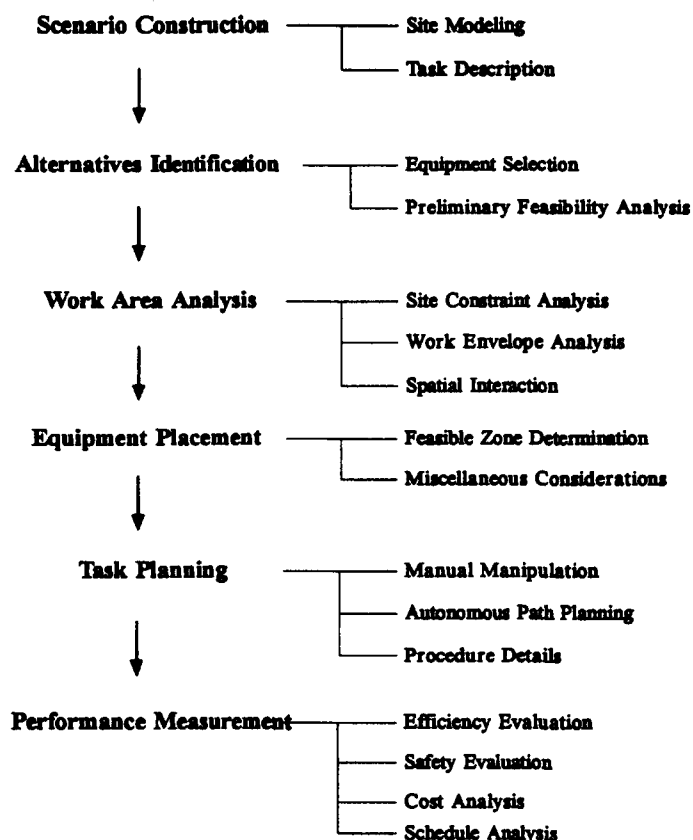 Scenario Construction
Site Modeling
Task Description
Alternatives Identification
Equipment Selection
Preliminary Feasibility Analysis
Work Area Analysis
Site Constraint Analysis
Work Envelope Analysis
Spatial Interaction
Equipment Placement
Feasible Zone Determination
Miscellaneous Considerations
Task Planning
Manual Manipulation
Autonomous Path Planning
Procedure Details
Performance Measurement
Efficiency Evaluation
Safety Evaluation
Cost Analysis
Schedule Analysis